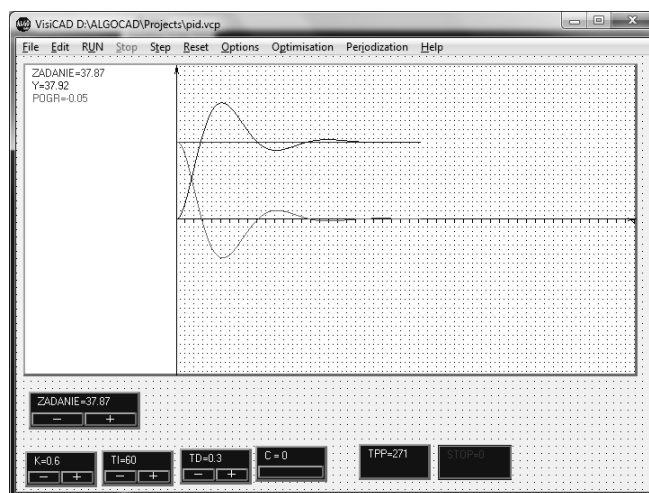 VisiCAD D:\ALGOCAD\Projects\pid.vcp
File Edit RUN Stop Step Reset Options Optimisation Perjodization Help
ZADANIE=37.87
Y=37.92
POGR=-0.05
ZADANIE=37.87
− +
K=0.6 TI=60 TD=0.3 C = 0 TPP=271 STOP=0
− + − + − +